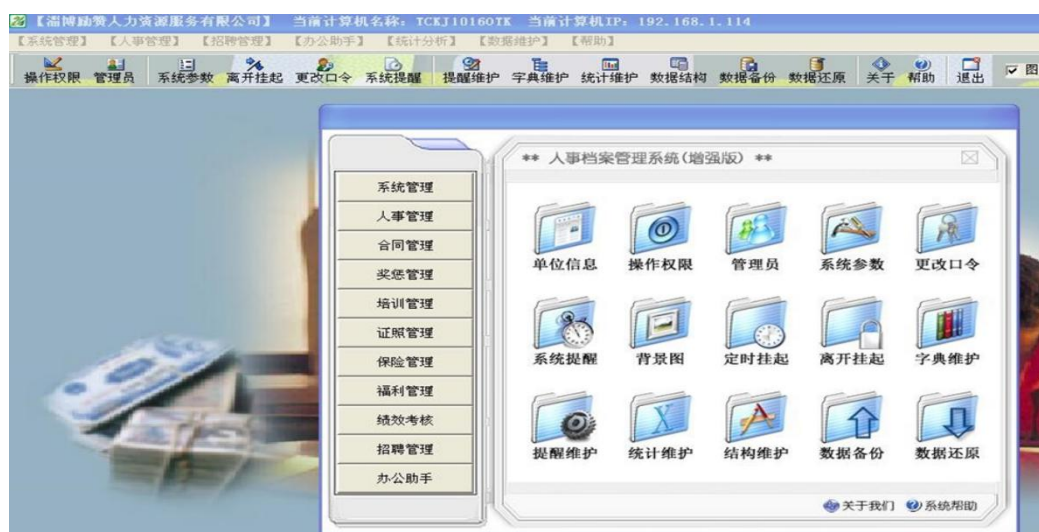 【淄博励赞人力资源服务有限公司】 当前计算机名称：TCKJ10160TK 当前计算机IP：192.168.1.114
【系统管理】 【人事管理】 【招聘管理】 【办公助手】 【统计分析】 【数据维护】 【帮助】
操作权限 管理员 系统参数 离开挂起 更改口令 系统提醒 提醒维护 字典维护 统计维护 数据结构 数据备份 数据还原 关于 帮助 退出 图
** 人事档案管理系统(增强版) **
系统管理
人事管理
合同管理
奖惩管理
培训管理
证照管理
保险管理
福利管理
绩效考核
招聘管理
办公助手
单位信息 操作权限 管理员 系统参数 更改口令
系统提醒 背景图 定时挂起 离开挂起 字典维护
提醒维护 统计维护 结构维护 数据备份 数据还原
关于我们 系统帮助